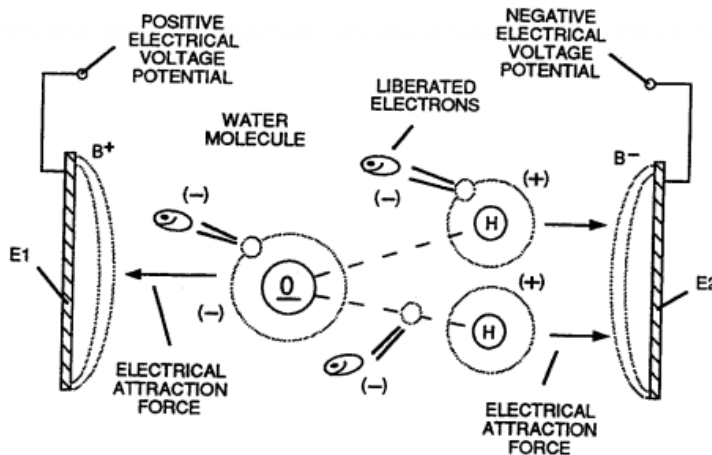 POSITIVE
ELECTRICAL
VOLTAGE
POTENTIAL
NEGATIVE
ELECTRICAL
VOLTAGE
POTENTIAL
LIBERATED
ELECTRONS
WATER
MOLECULE
B+
B−
(−)
(−)
(+)
H
E1
O
(−)
(+)
E2
H
(−)
ELECTRICAL
ATTRACTION
FORCE
ELECTRICAL
ATTRACTION
FORCE